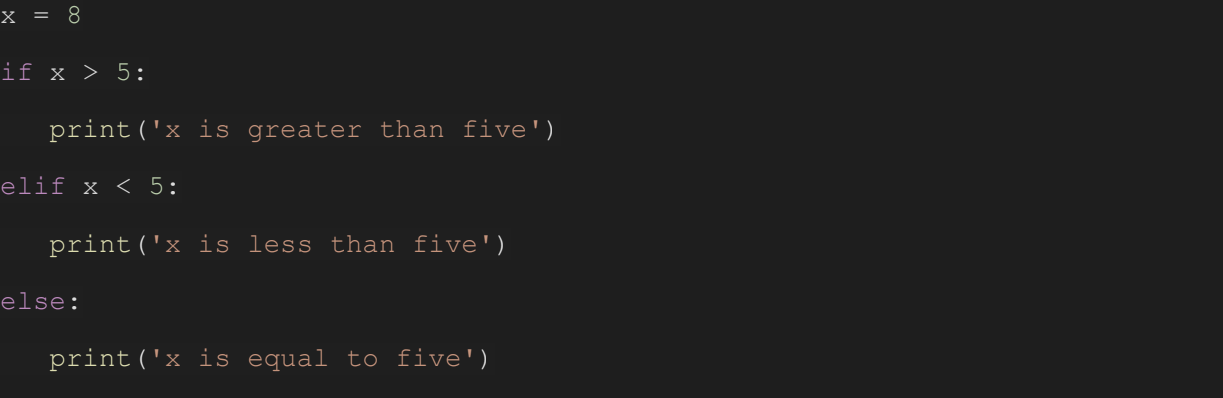 x = 8
if x > 5:
   print('x is greater than five')
elif x < 5:
   print('x is less than five')
else:
   print('x is equal to five')